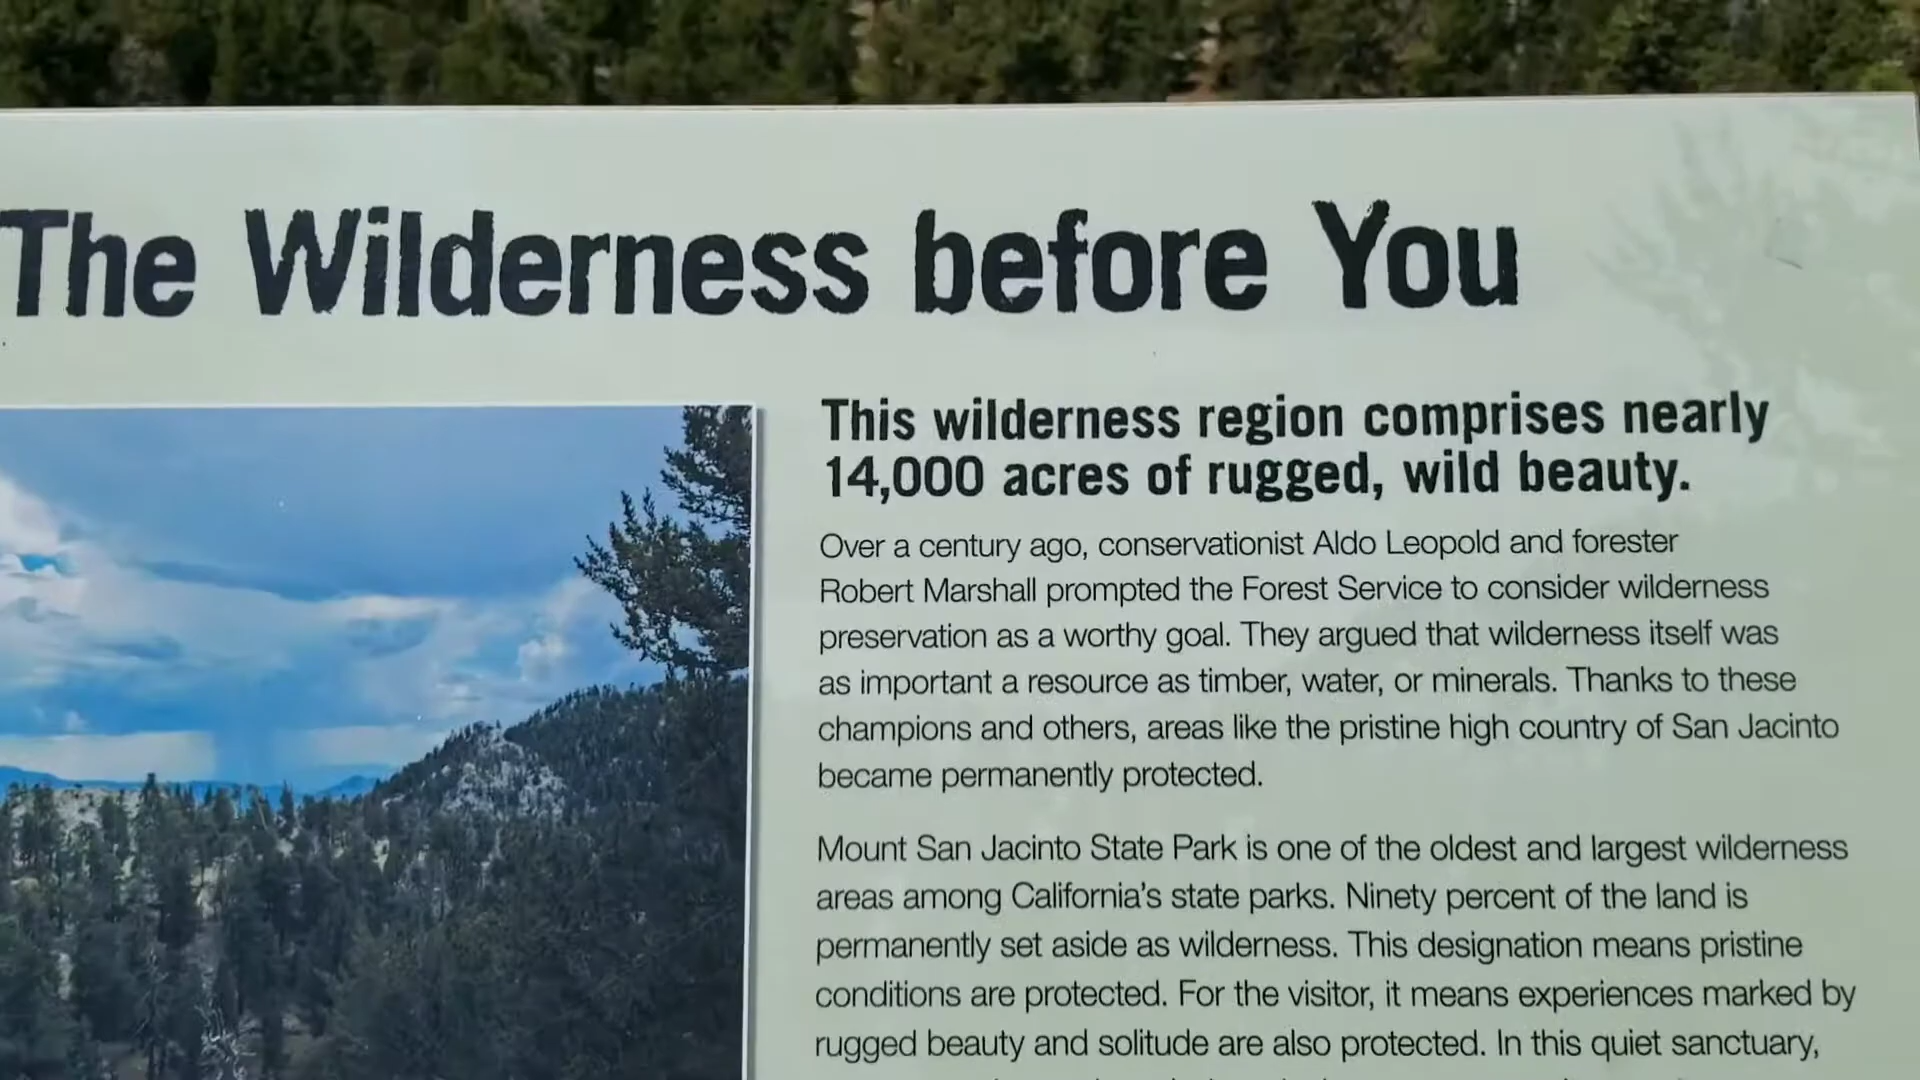 The Wilderness before You
This wilderness region comprises nearly
14,000 acres of rugged, wild beauty.
Over a century ago, conservationist Aldo Leopold and forester
Robert Marshall prompted the Forest Service to consider wilderness
preservation as a worthy goal. They argued that wilderness itself was
as important a resource as timber, water, or minerals. Thanks to these
champions and others, areas like the pristine high country of San Jacinto
became permanently protected.
Mount San Jacinto State Park is one of the oldest and largest wilderness
areas among California's state parks. Ninety percent of the land is
permanently set aside as wilderness. This designation means pristine
conditions are protected. For the visitor, it means experiences marked by
rugged beauty and solitude are also protected. In this quiet sanctuary,